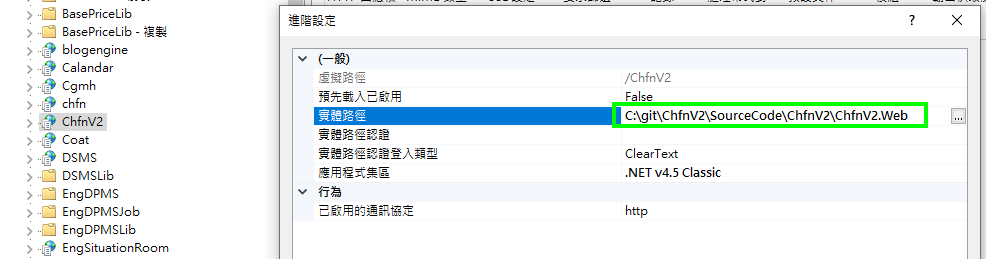 BasePriceLib
BasePriceLib - 複製
blogengine
Calandar
Cgmh
chfn
ChfnV2
Coat
DSMS
DSMSLib
EngDPMS
EngDPMSJob
EngDPMSLib
EngSituationRoom
進階設定
?
(一般)
虛擬路徑 /ChfnV2
預先載入已啟用 False
實體路徑 C:\git\ChfnV2\SourceCode\ChfnV2\ChfnV2.Web ...
實體路徑認證
實體路徑認證登入類型 ClearText
應用程式集區 .NET v4.5 Classic
行為
已啟用的通訊協定 http